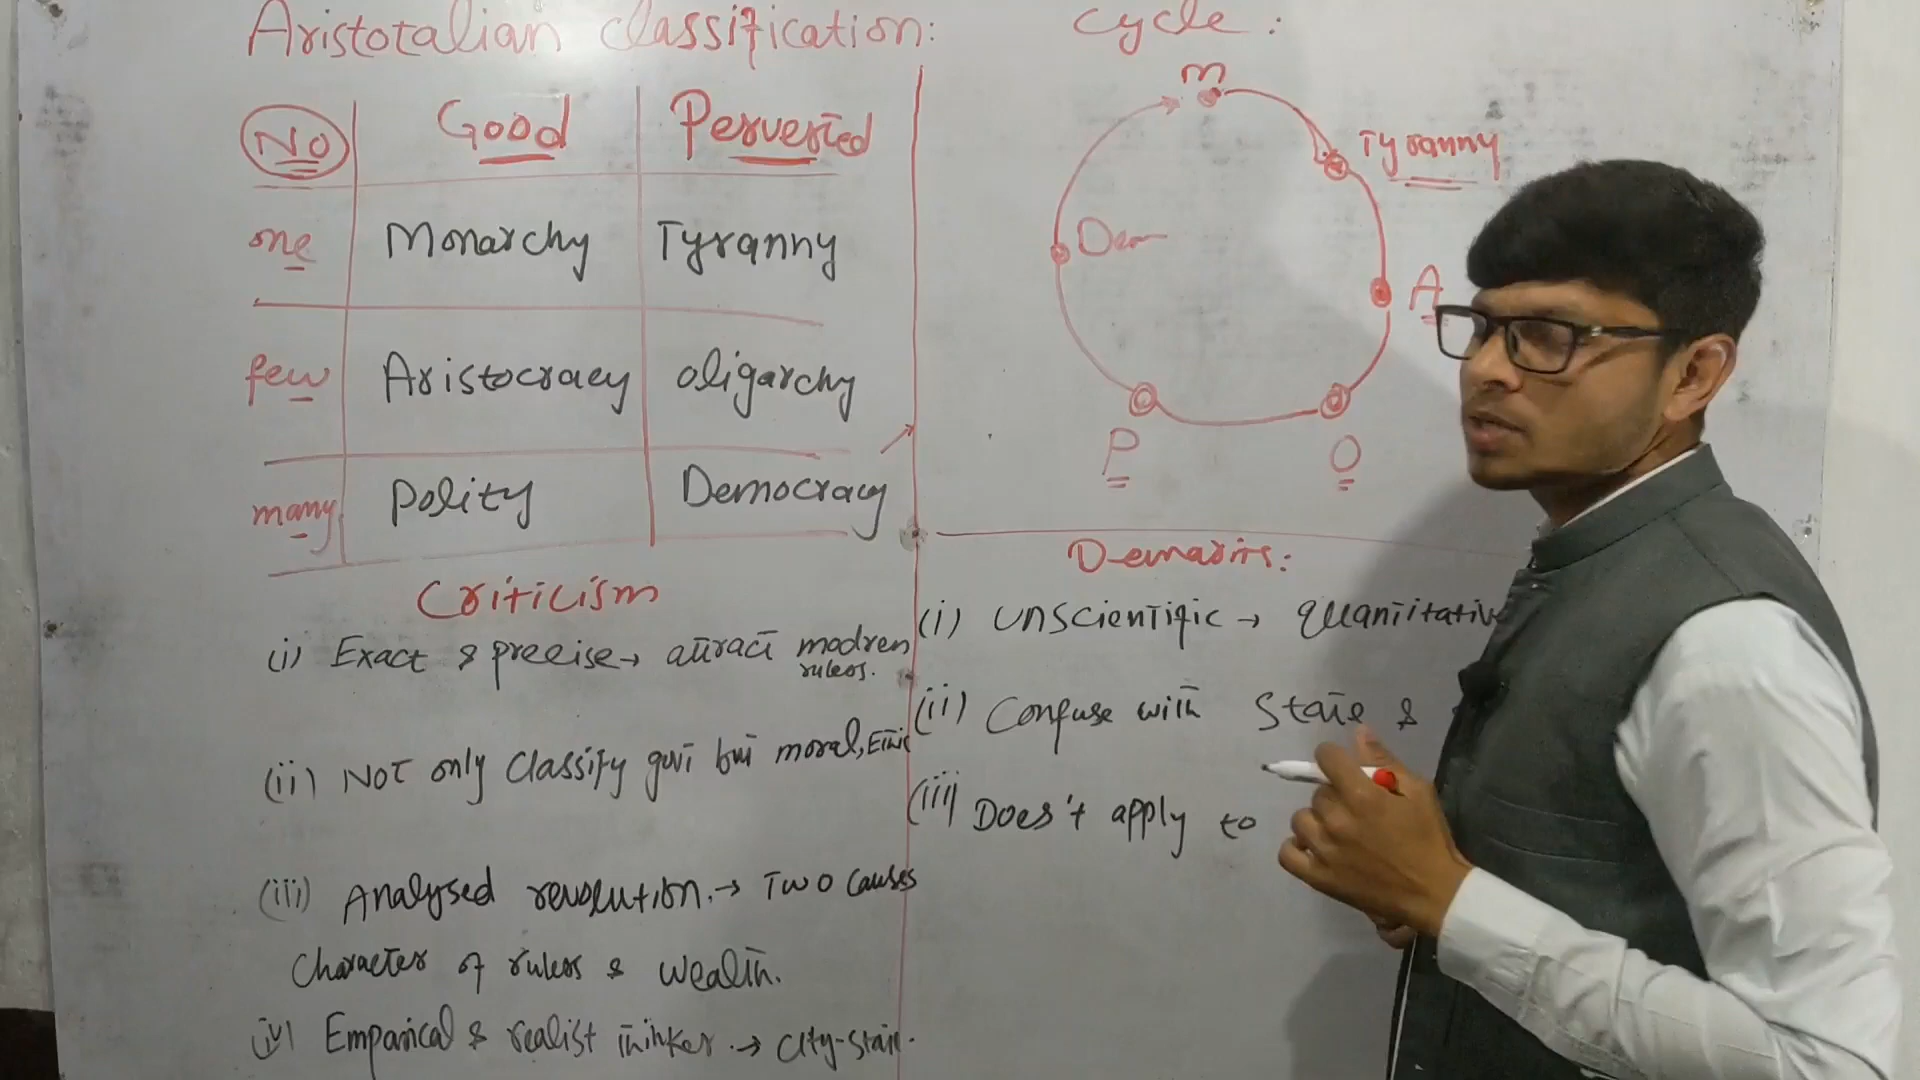 Aristotalian classification:
No Good Perverted
one Monarchy Tyranny
few Aristocracy oligarchy
many Polity Democracy
Criticism
(i) Exact & precise → attract modren
rulers.
(ii) Not only Classify govt but moral, Ethic
(iii) Analysed revolution. → Two causes
Character of rulers & wealth.
(iv) Emparical & realist thinker. → City-state.
Cycle:
M
Tyranny
Dem
A
P
O
Demarits:
(i) Unscientific → quantitative
(ii) Confuse with State &
(iii) Does't apply to